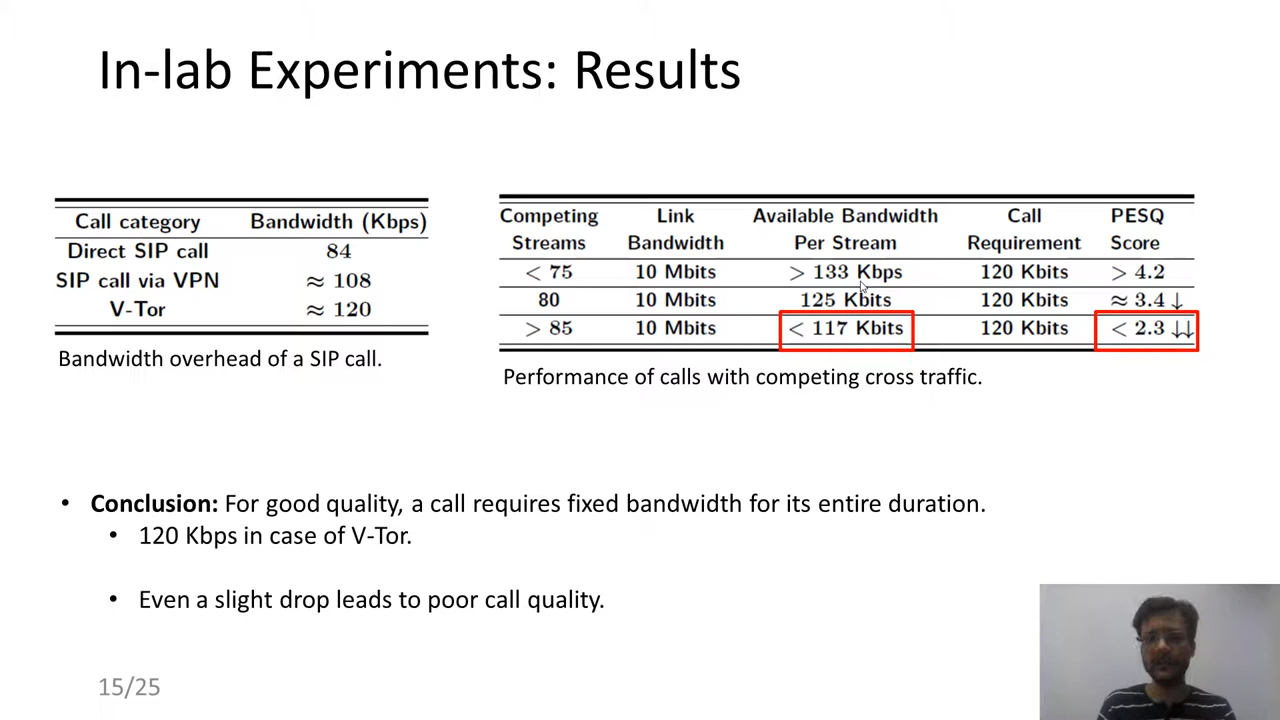 In-lab Experiments: Results
Call category Bandwidth (Kbps)
Direct SIP call 84
SIP call via VPN ≈ 108
V-Tor ≈ 120
Bandwidth overhead of a SIP call.
Competing Link Available Bandwidth Call PESQ
Streams Bandwidth Per Stream Requirement Score
< 75 10 Mbits > 133 Kbps 120 Kbits > 4.2
80 10 Mbits 125 Kbits 120 Kbits ≈ 3.4 ↓
> 85 10 Mbits < 117 Kbits 120 Kbits < 2.3 ↓↓
Performance of calls with competing cross traffic.
• Conclusion: For good quality, a call requires fixed bandwidth for its entire duration.
• 120 Kbps in case of V-Tor.
• Even a slight drop leads to poor call quality.
15/25